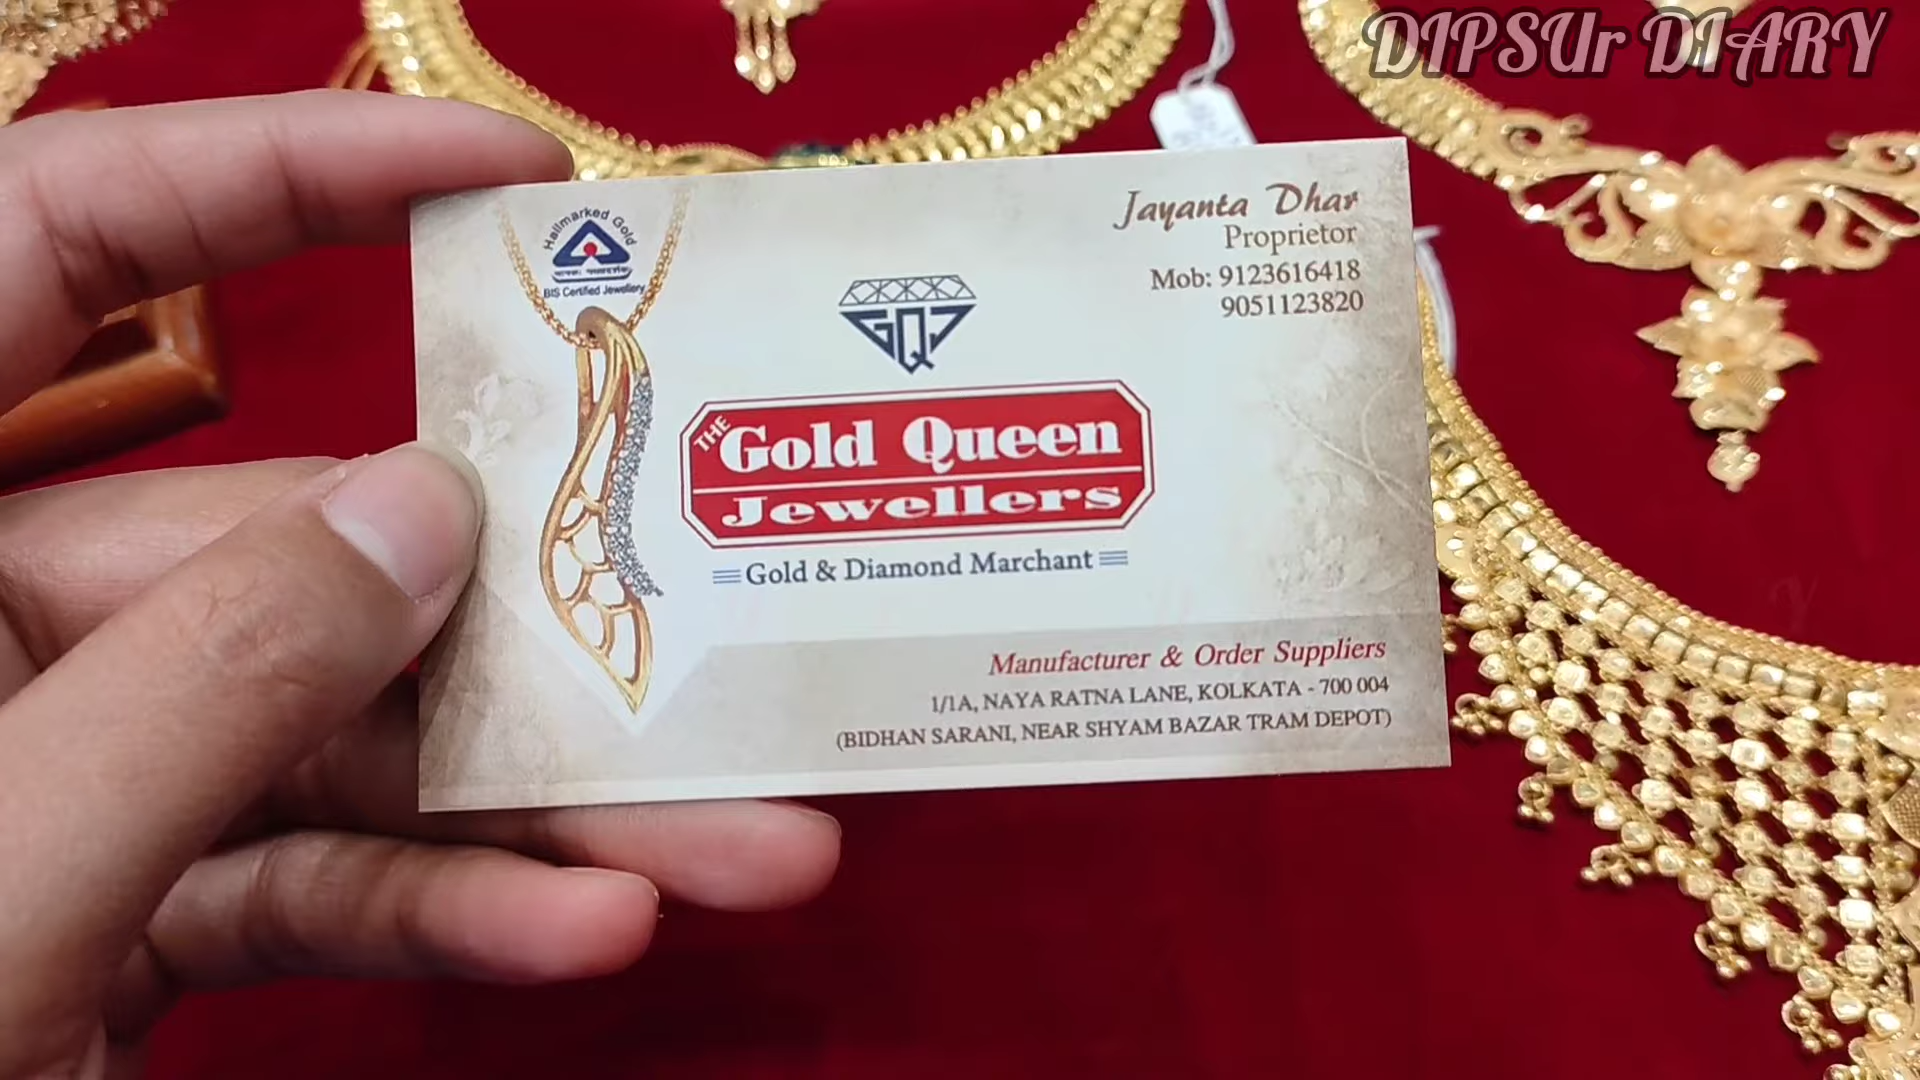 DIPSUr DIARY
Hallmarked Gold
BIS Certified Jewellery
Jayanta Dhar
Proprietor
Mob: 9123616418
9051123820
GQJ
THE Gold Queen
Jewellers
Gold & Diamond Marchant
Manufacturer & Order Suppliers
1/1A, NAYA RATNA LANE, KOLKATA - 700 004
(BIDHAN SARANI, NEAR SHYAM BAZAR TRAM DEPOT)